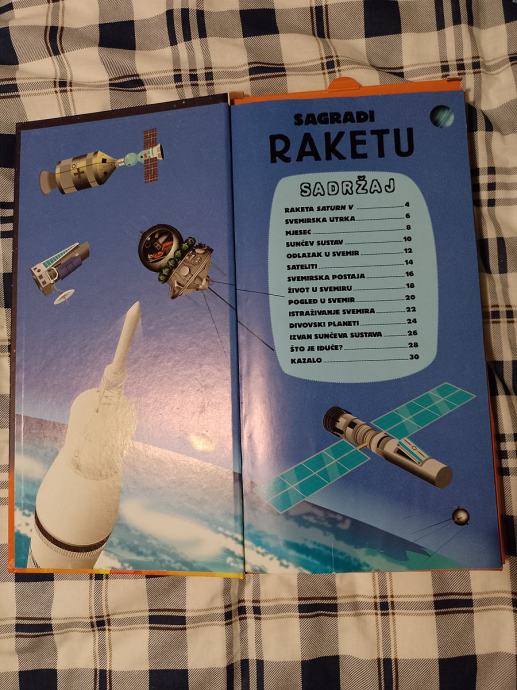 SAGRADI
RAKETU
SADRŽAJ
RAKETA SATURN V 4
SVEMIRSKA UTRKA 6
MJESEC 8
SUNČEV SUSTAV 10
ODLAZAK U SVEMIR 12
SATELITI 14
SVEMIRSKA POSTAJA 16
ŽIVOT U SVEMIRU 18
POGLED U SVEMIR 20
ISTRAŽIVANJE SVEMIRA 22
DIVOVSKI PLANETI 24
IZVAN SUNČEVA SUSTAVA 26
ŠTO JE IDUĆE? 28
KAZALO 30